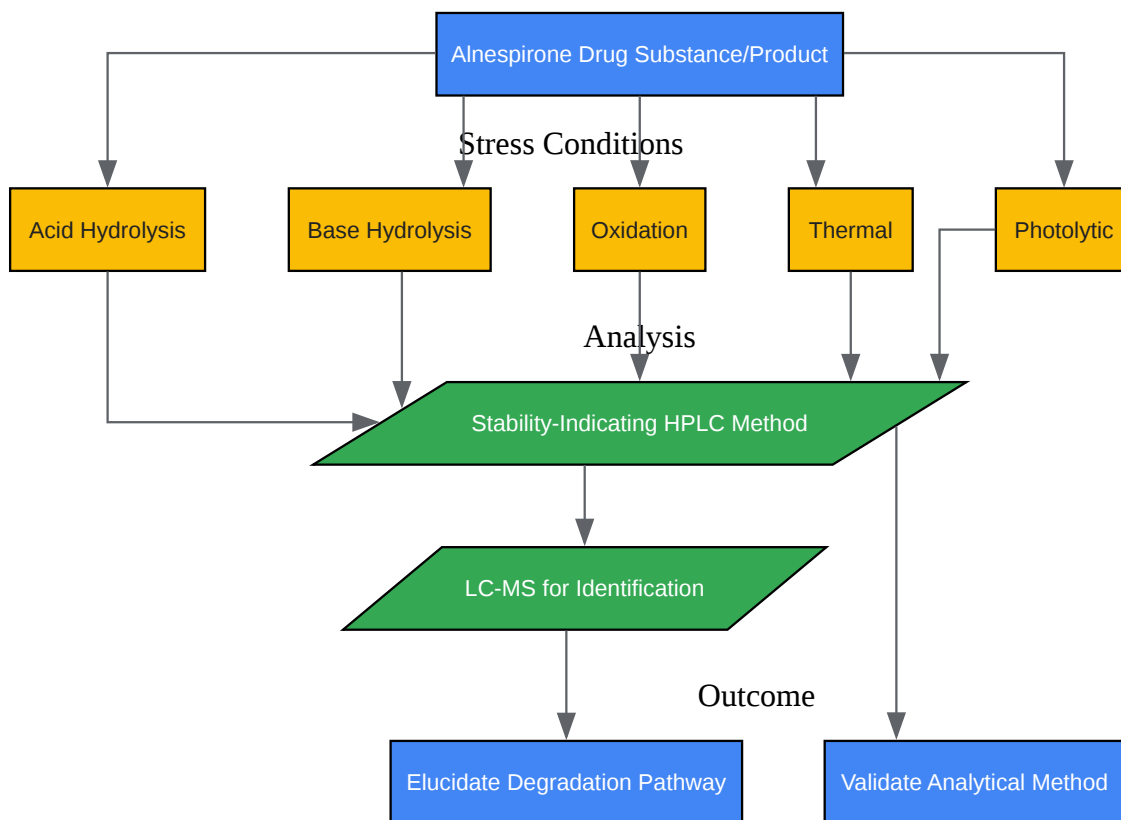 Alnespirone Drug Substance/Product
Stress Conditions
Acid Hydrolysis
Base Hydrolysis
Oxidation
Thermal
Photolytic
Analysis
Stability-Indicating HPLC Method
LC-MS for Identification
Outcome
Elucidate Degradation Pathway
Validate Analytical Method